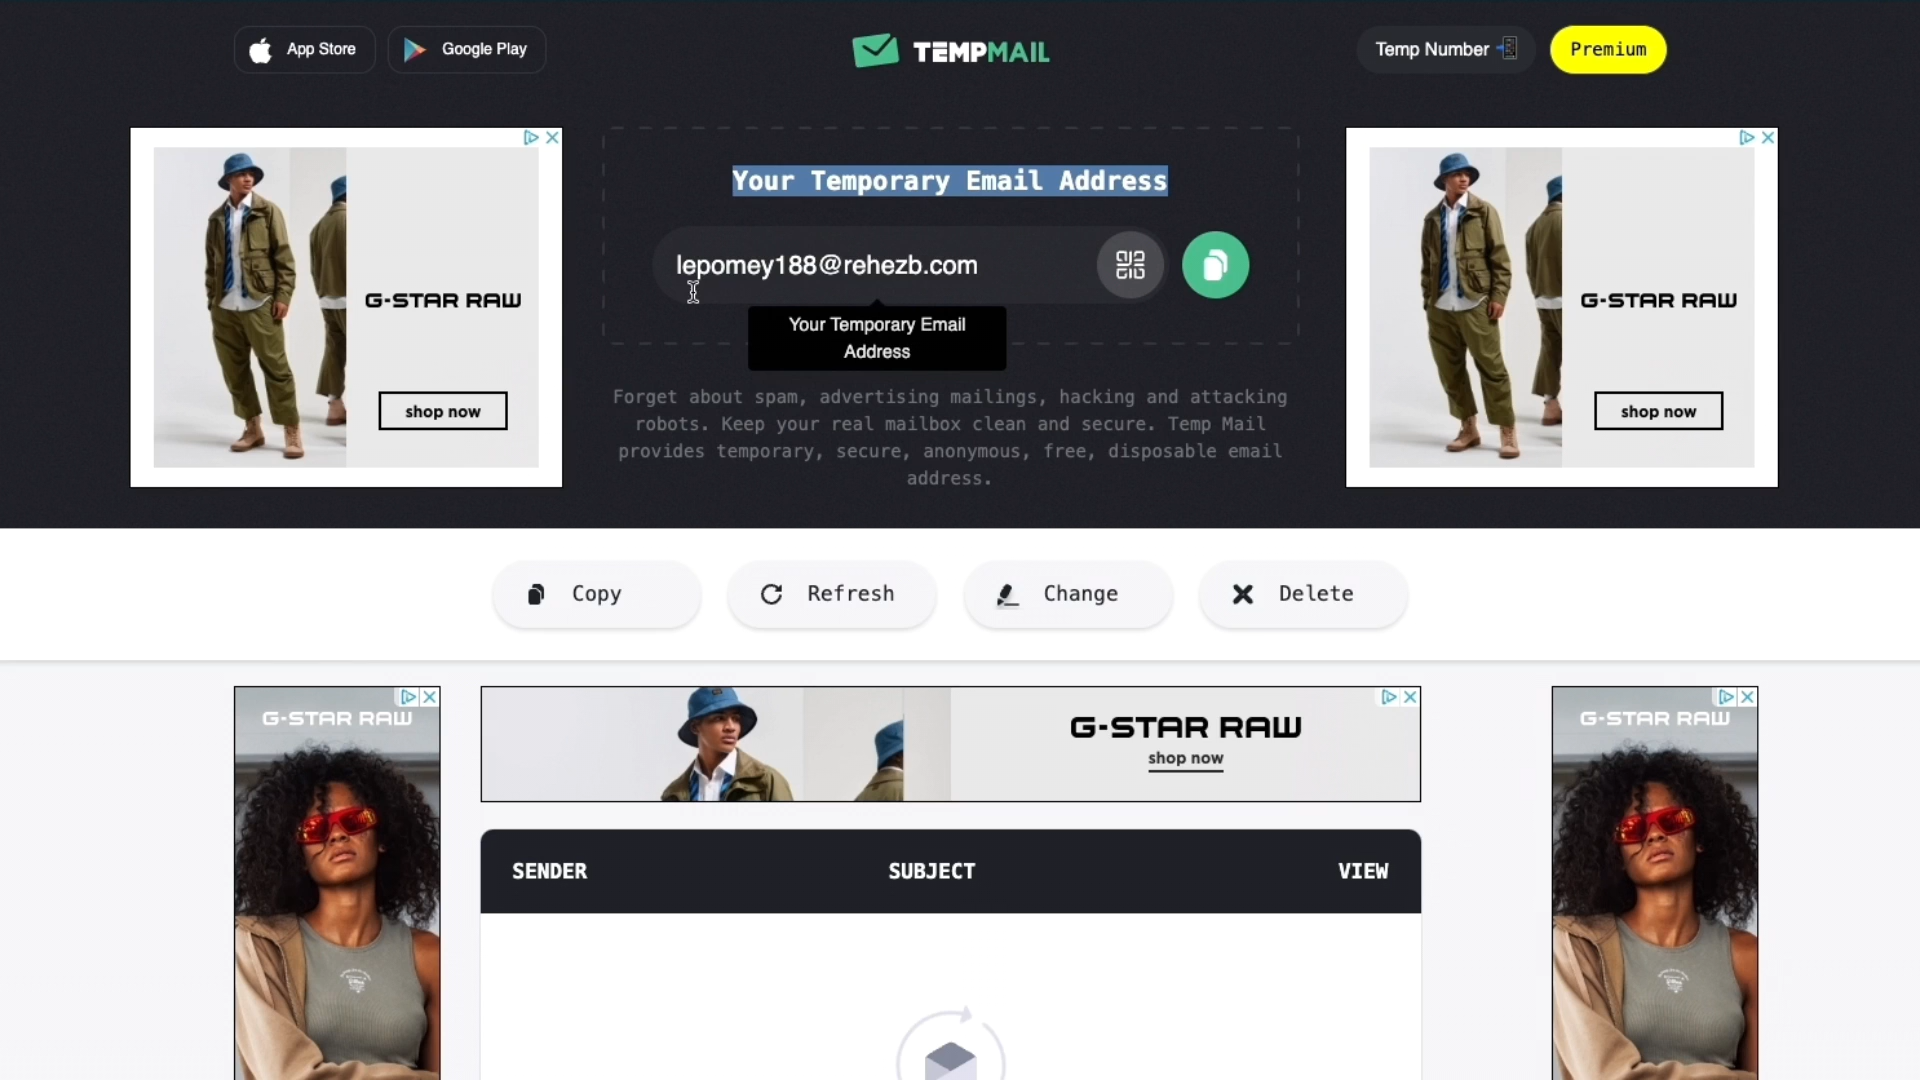 App Store
Google Play
TEMPMAIL
Temp Number
Premium
Your Temporary Email Address
lepomey188@rehezb.com
Your Temporary Email
Address
G-STAR RAW
shop now
G-STAR RAW
shop now
Forget about spam, advertising mailings, hacking and attacking
robots. Keep your real mailbox clean and secure. Temp Mail
provides temporary, secure, anonymous, free, disposable email
address.
Copy
Refresh
Change
Delete
G-STAR RAW
G-STAR RAW
shop now
G-STAR RAW
SENDER
SUBJECT
VIEW